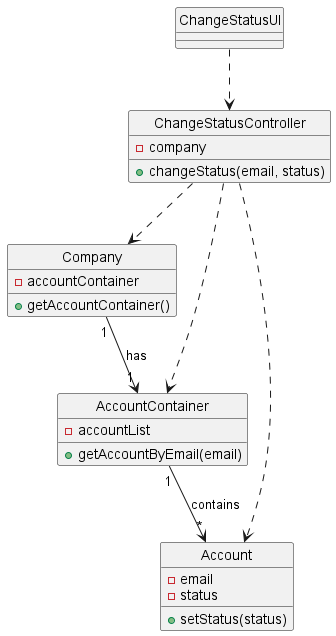 ChangeStatusUI
ChangeStatusController
company
changeStatus(email, status)
Company
accountContainer
getAccountContainer()
1
has
1
AccountContainer
accountList
getAccountByEmail(email)
1
contains
*
Account
email
status
setStatus(status)